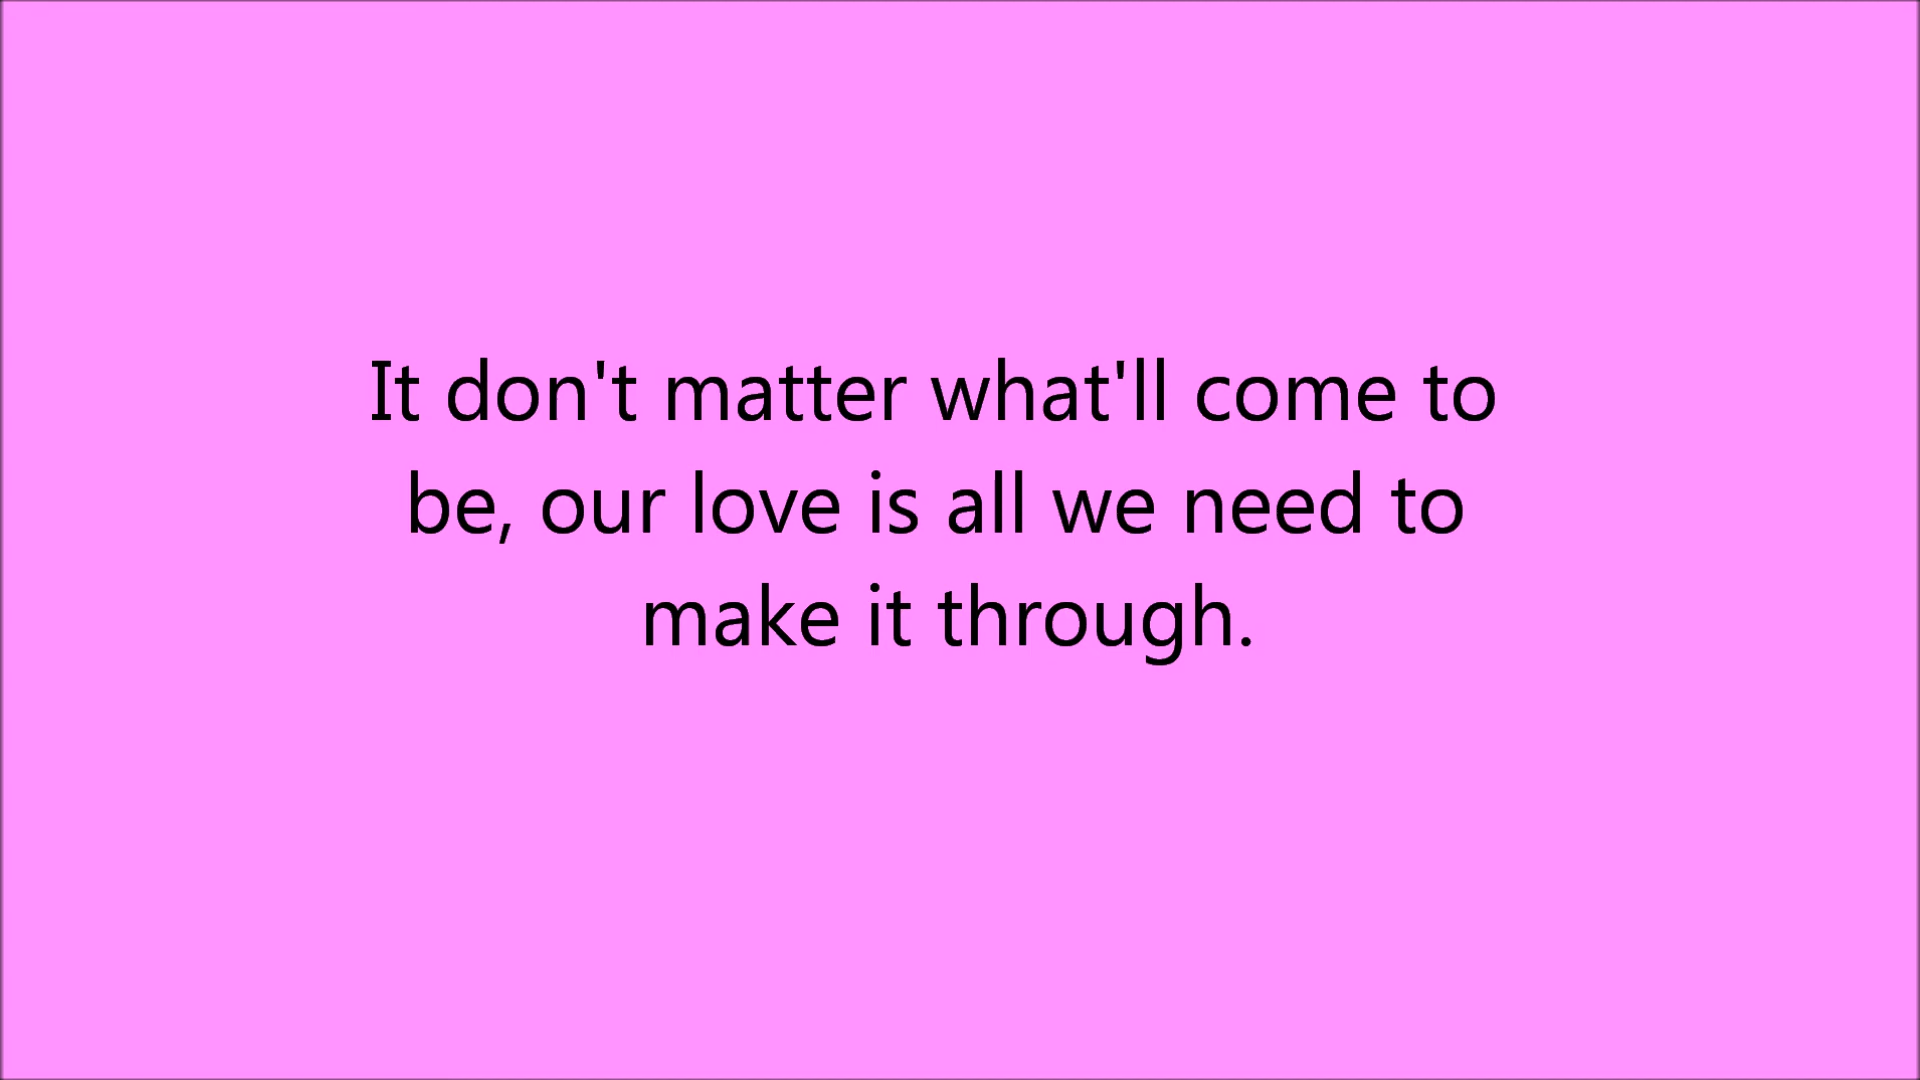 It don't matter what'll come to
be, our love is all we need to
make it through.